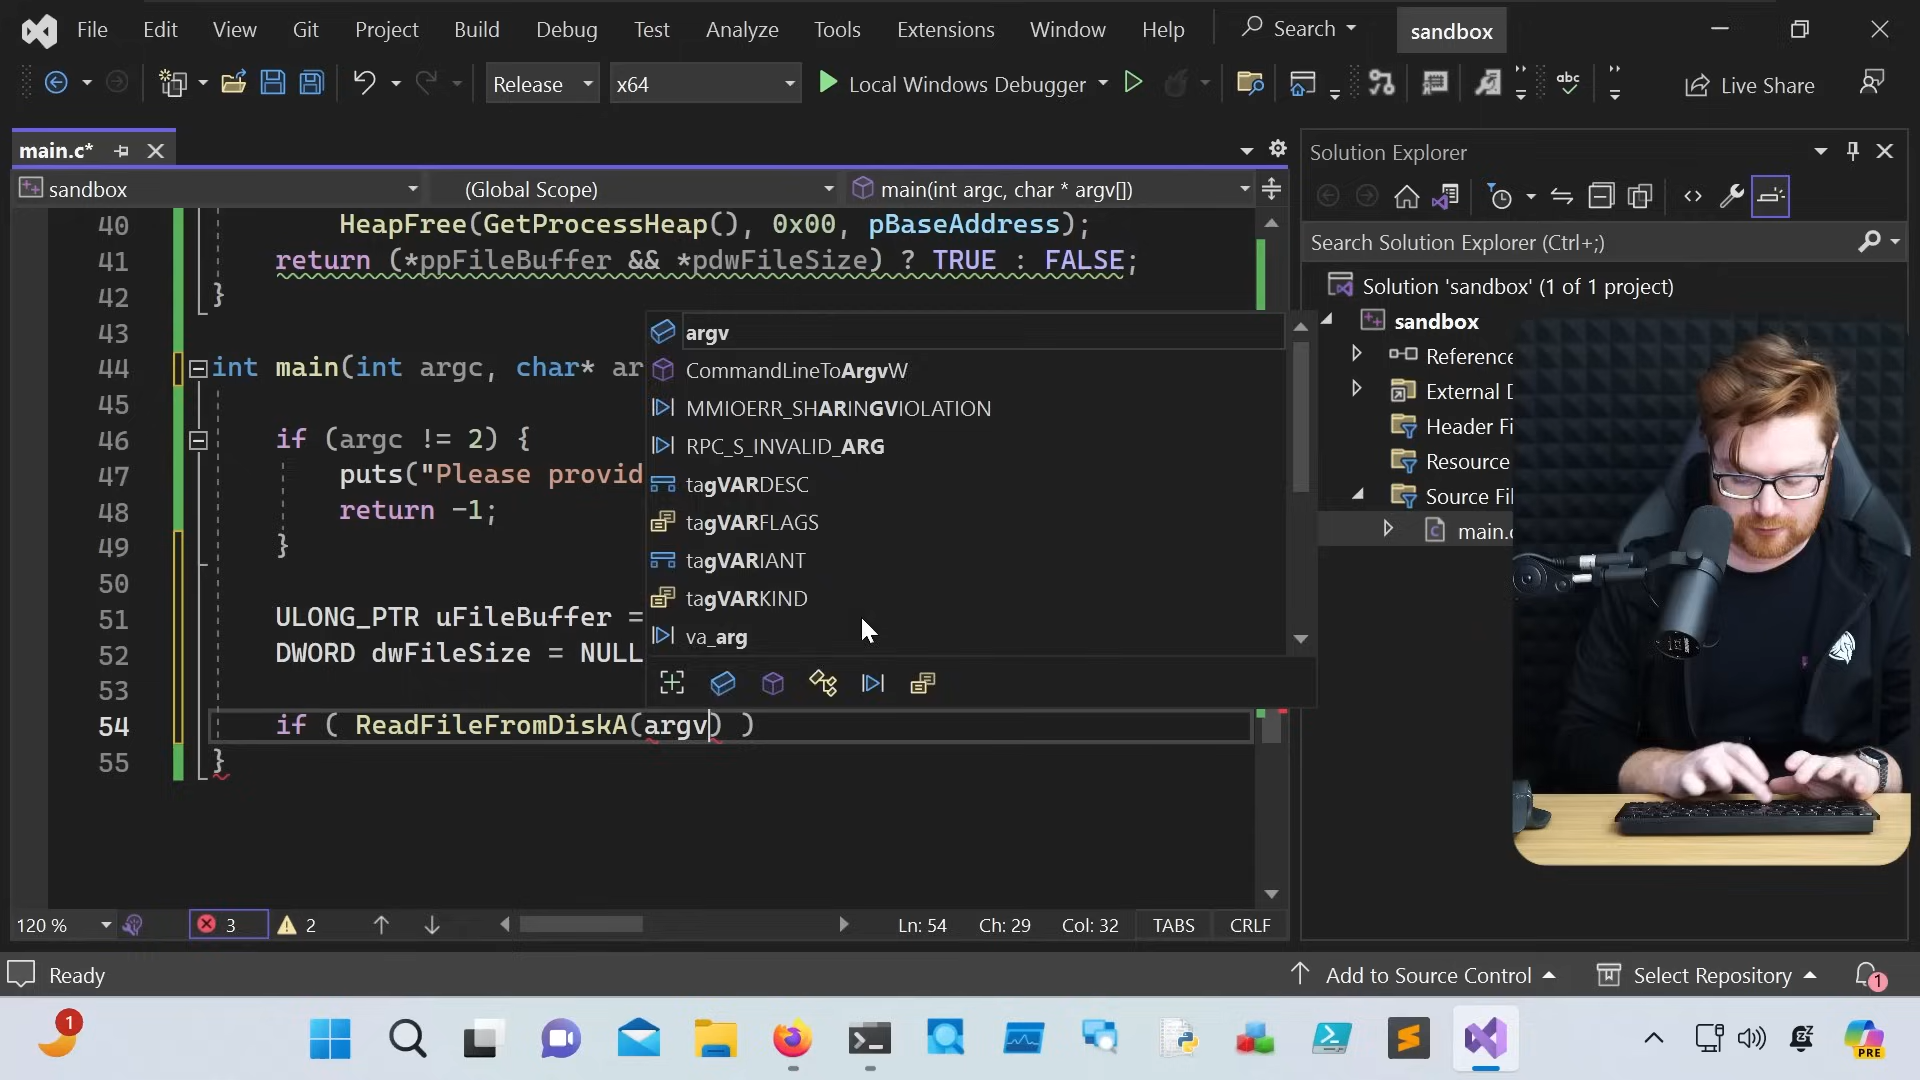 File Edit View Git Project Build Debug Test Analyze Tools Extensions Window Help Search sandbox
Release x64 Local Windows Debugger abc Live Share
main.c*
sandbox (Global Scope) main(int argc, char * argv[])
40 HeapFree(GetProcessHeap(), 0x00, pBaseAddress);
41 return (*ppFileBuffer && *pdwFileSize) ? TRUE : FALSE;
42 }
43
44 int main(int argc, char* ar
45
46 if (argc != 2) {
47 puts("Please provid
48 return -1;
49 }
50
51 ULONG_PTR uFileBuffer =
52 DWORD dwFileSize = NULL
53
54 if ( ReadFileFromDiskA(argv) )
55 }
argv
CommandLineToArgvW
MMIOERR_SHARINGVIOLATION
RPC_S_INVALID_ARG
tagVARDESC
tagVARFLAGS
tagVARIANT
tagVARKIND
va_arg
120 % 3 2 Ln: 54 Ch: 29 Col: 32 TABS CRLF
Solution Explorer
Search Solution Explorer (Ctrl+;)
Solution 'sandbox' (1 of 1 project)
sandbox
Reference
External D
Header Fi
Resource
Source Fil
main.c
Ready Add to Source Control Select Repository 1
1
PRE